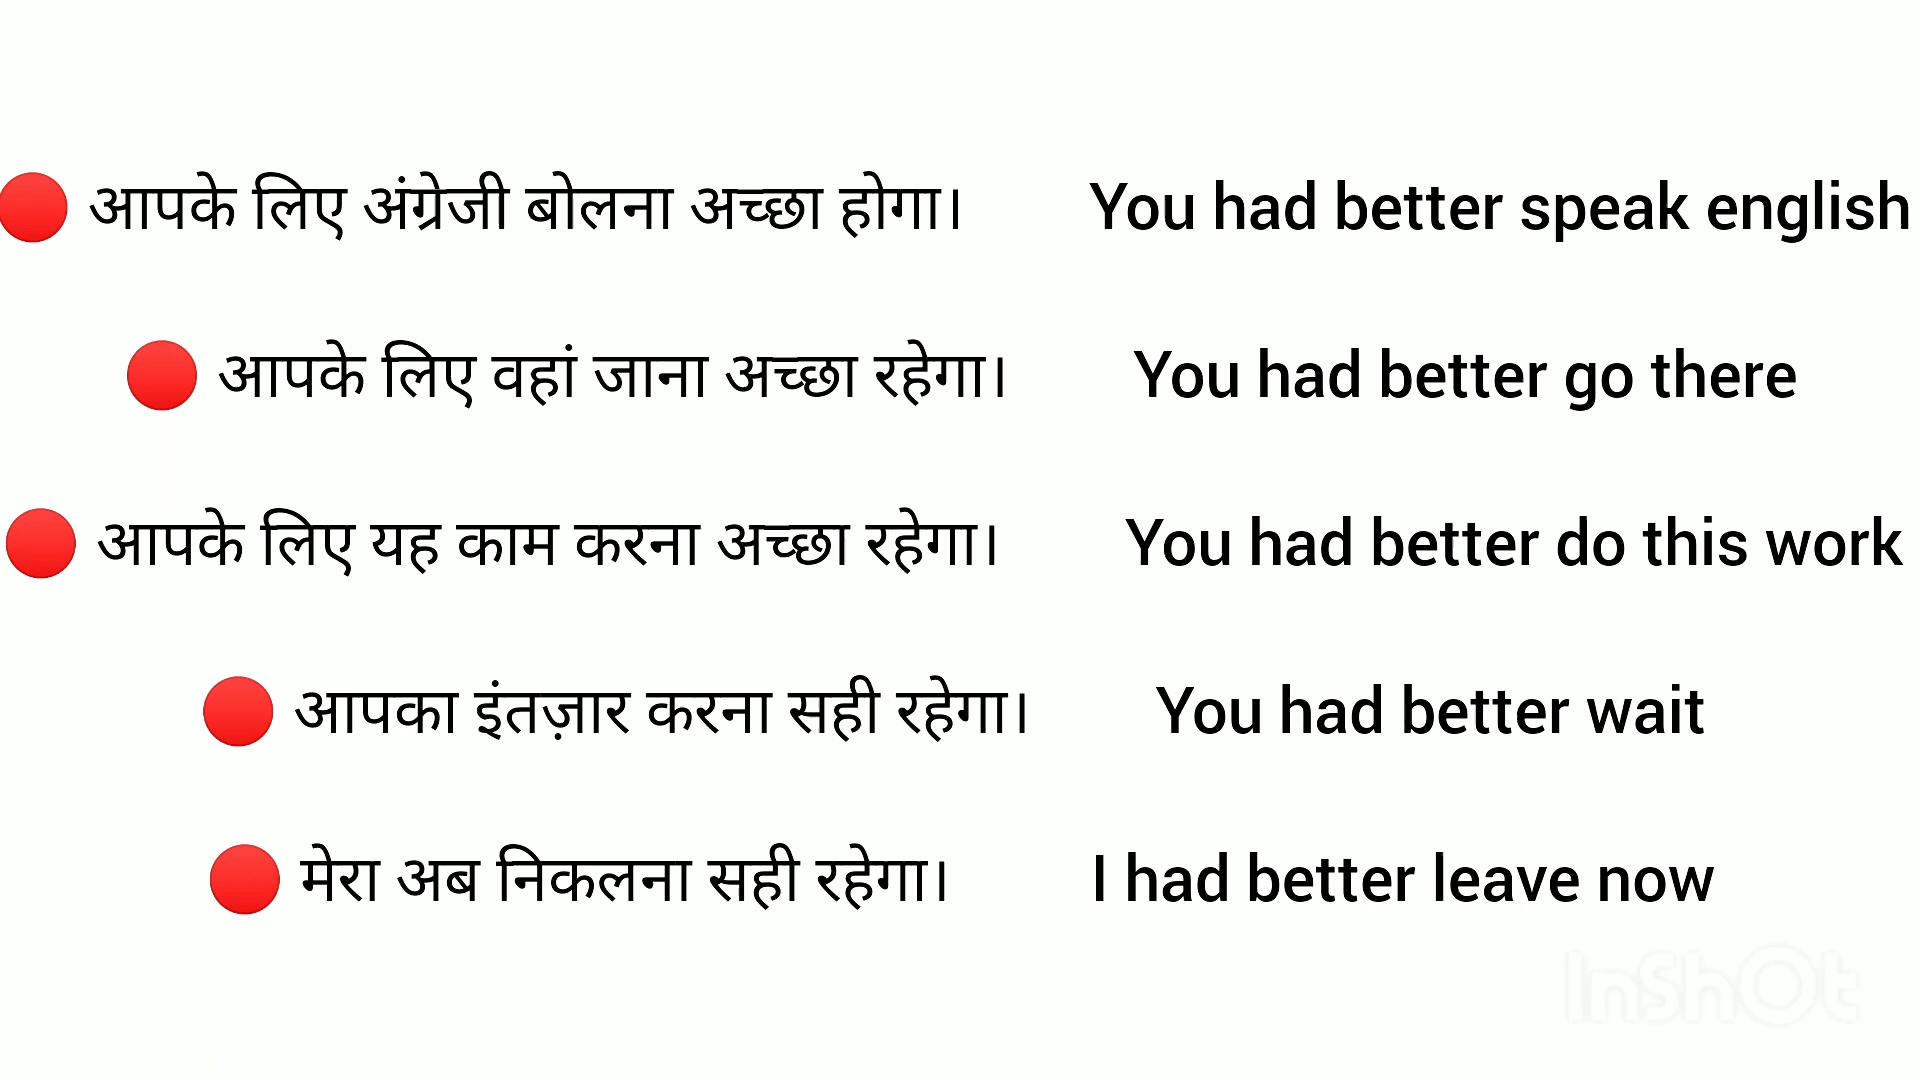 🔴 आपके लिए अंग्रेजी बोलना अच्छा होगा। You had better speak english
🔴 आपके लिए वहां जाना अच्छा रहेगा। You had better go there
🔴 आपके लिए यह काम करना अच्छा रहेगा। You had better do this work
🔴 आपका इंतज़ार करना सही रहेगा। You had better wait
🔴 मेरा अब निकलना सही रहेगा। I had better leave now
InShOt